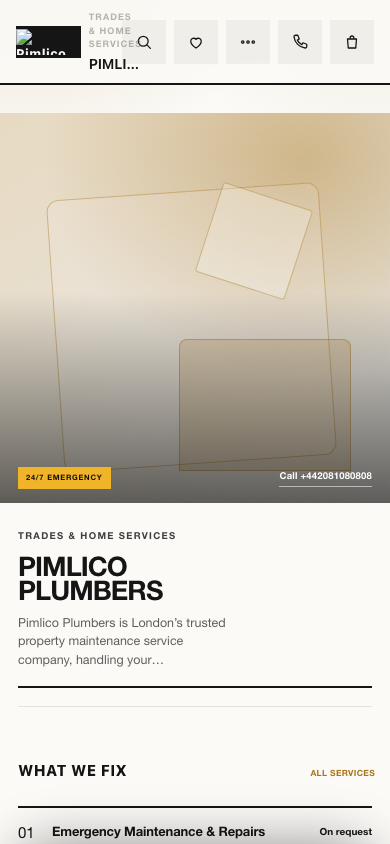 TRADES
& HOME
SERVICES
PIMLI...
Pimlico
24/7 EMERGENCY
Call +442081080808
TRADES & HOME SERVICES
PIMLICO
PLUMBERS
Pimlico Plumbers is London's trusted
property maintenance service
company, handling your…
WHAT WE FIX
ALL SERVICES
01 Emergency Maintenance & Repairs On request